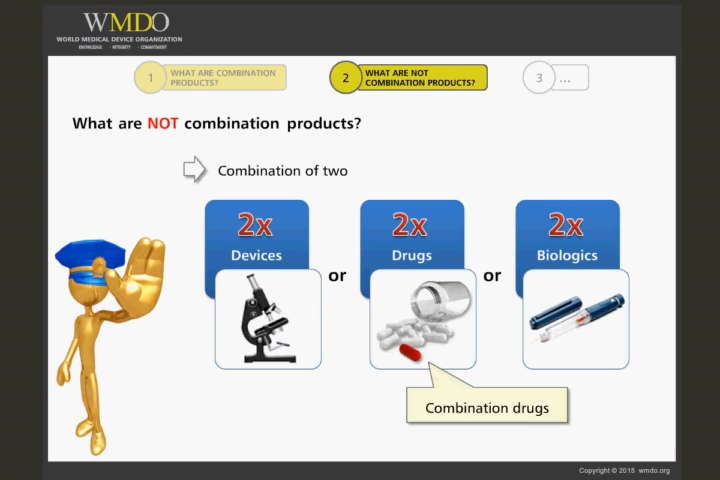 WMDO
WORLD MEDICAL DEVICE ORGANIZATION
KNOWLEDGE - INTEGRITY - COMMITMENT
1
WHAT ARE COMBINATION
PRODUCTS?
2
WHAT ARE NOT
COMBINATION PRODUCTS?
3
...
What are NOT combination products?
Combination of two
2x
Devices
or
2x
Drugs
or
2x
Biologics
Combination drugs
Copyright © 2015 wmdo.org